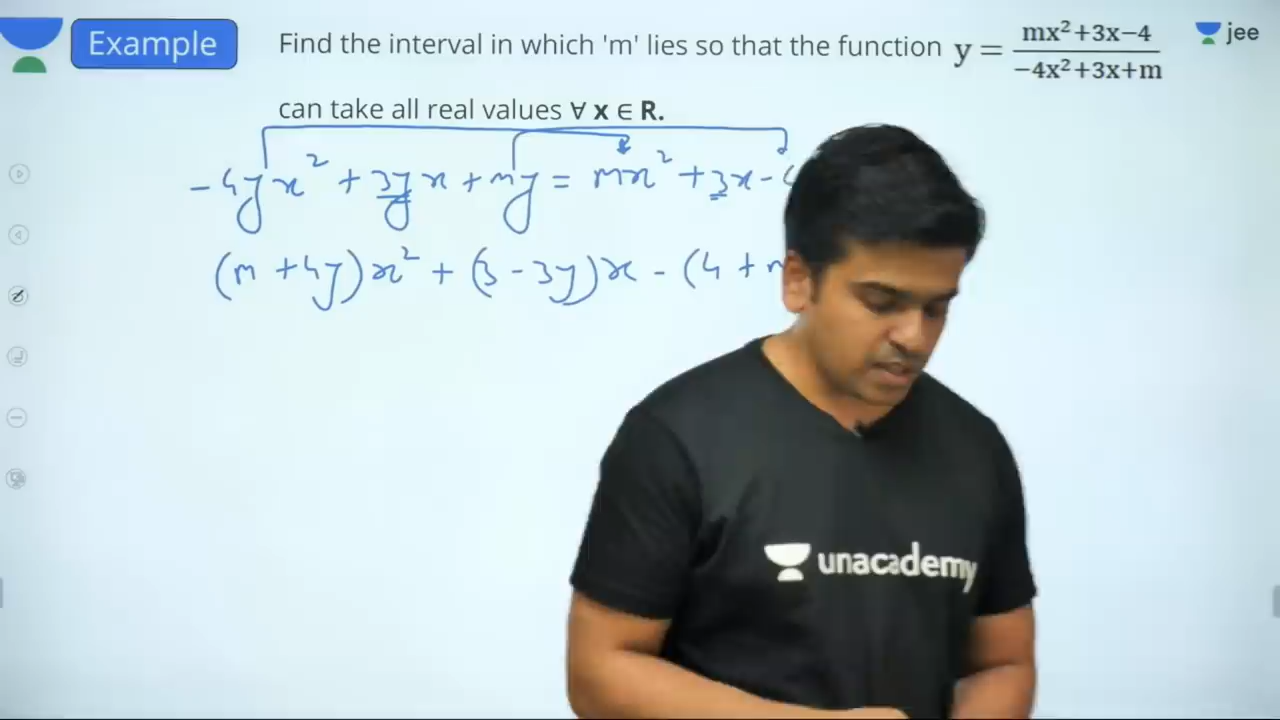 Example
Find the interval in which 'm' lies so that the function y = mx²+3x−4 / −4x²+3x+m
jee
can take all real values ∀ x ∈ R.
-4yx² + 3yx + my = mx² + 3x -
(m + 4y)x² + (3 - 3y)x - (4 +
unacademy